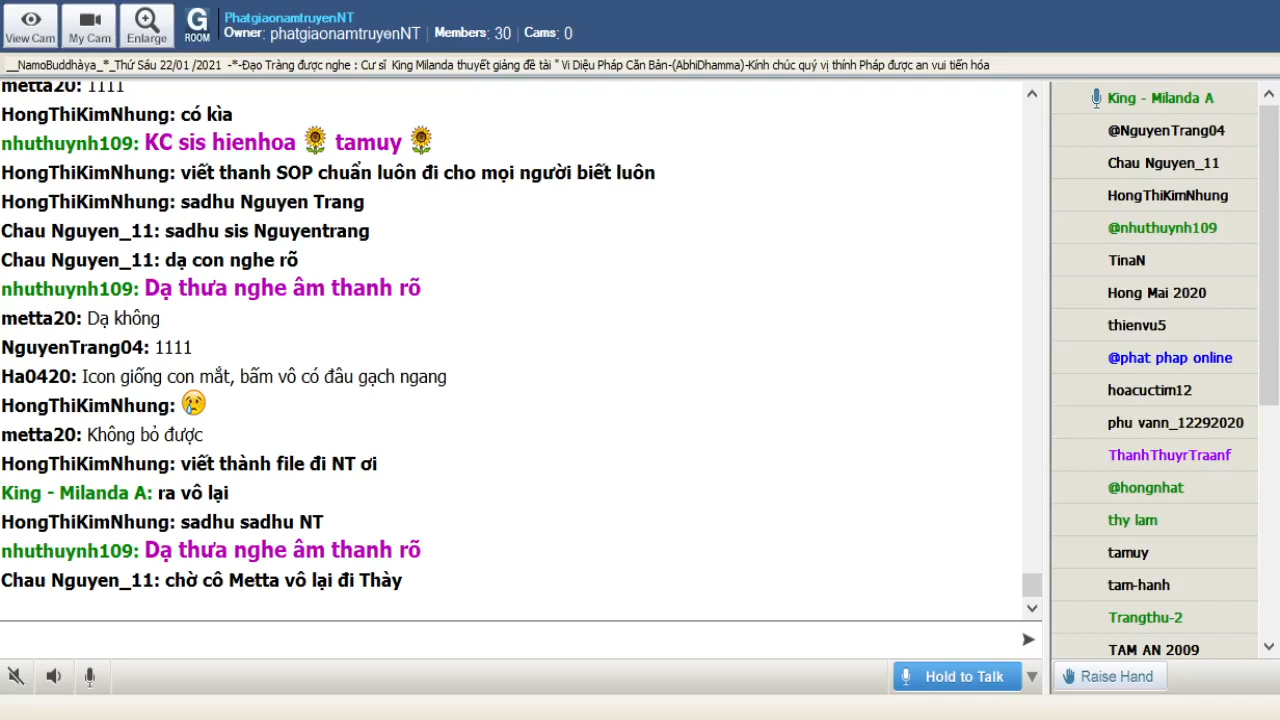 View Cam
My Cam
Enlarge
G
ROOM
PhatgiaonamtruyenNT
Owner: phatgiaonamtruyenNT | Members: 30 | Cams: 0
__NamoBuddhàya_*_Thứ Sáu 22/01 /2021 -*-Đạo Tràng được nghe : Cư sĩ King Milanda thuyết giảng đề tài " Vi Diệu Pháp Căn Bản-(AbhiDhamma)-Kính chúc quý vị thính Pháp được an vui tiến hóa
metta20: 1111
HongThiKimNhung: có kìa
nhuthuynh109: KC sis hienhoa 🌻 tamuy 🌻
HongThiKimNhung: viết thanh SOP chuẩn luôn đi cho mọi người biết luôn
HongThiKimNhung: sadhu Nguyen Trang
Chau Nguyen_11: sadhu sis Nguyentrang
Chau Nguyen_11: dạ con nghe rõ
nhuthuynh109: Dạ thưa nghe âm thanh rõ
metta20: Dạ không
NguyenTrang04: 1111
Ha0420: Icon giống con mắt, bấm vô có đâu gạch ngang
HongThiKimNhung: 😢
metta20: Không bỏ được
HongThiKimNhung: viết thành file đi NT ơi
King - Milanda A: ra vô lại
HongThiKimNhung: sadhu sadhu NT
nhuthuynh109: Dạ thưa nghe âm thanh rõ
Chau Nguyen_11: chờ cô Metta vô lại đi Thày
King - Milanda A
@NguyenTrang04
Chau Nguyen_11
HongThiKimNhung
@nhuthuynh109
TinaN
Hong Mai 2020
thienvu5
@phat phap online
hoacuctim12
phu vann_12292020
ThanhThuyrTraanf
@hongnhat
thy lam
tamuy
tam-hanh
Trangthu-2
TAM AN 2009
Hold to Talk
Raise Hand